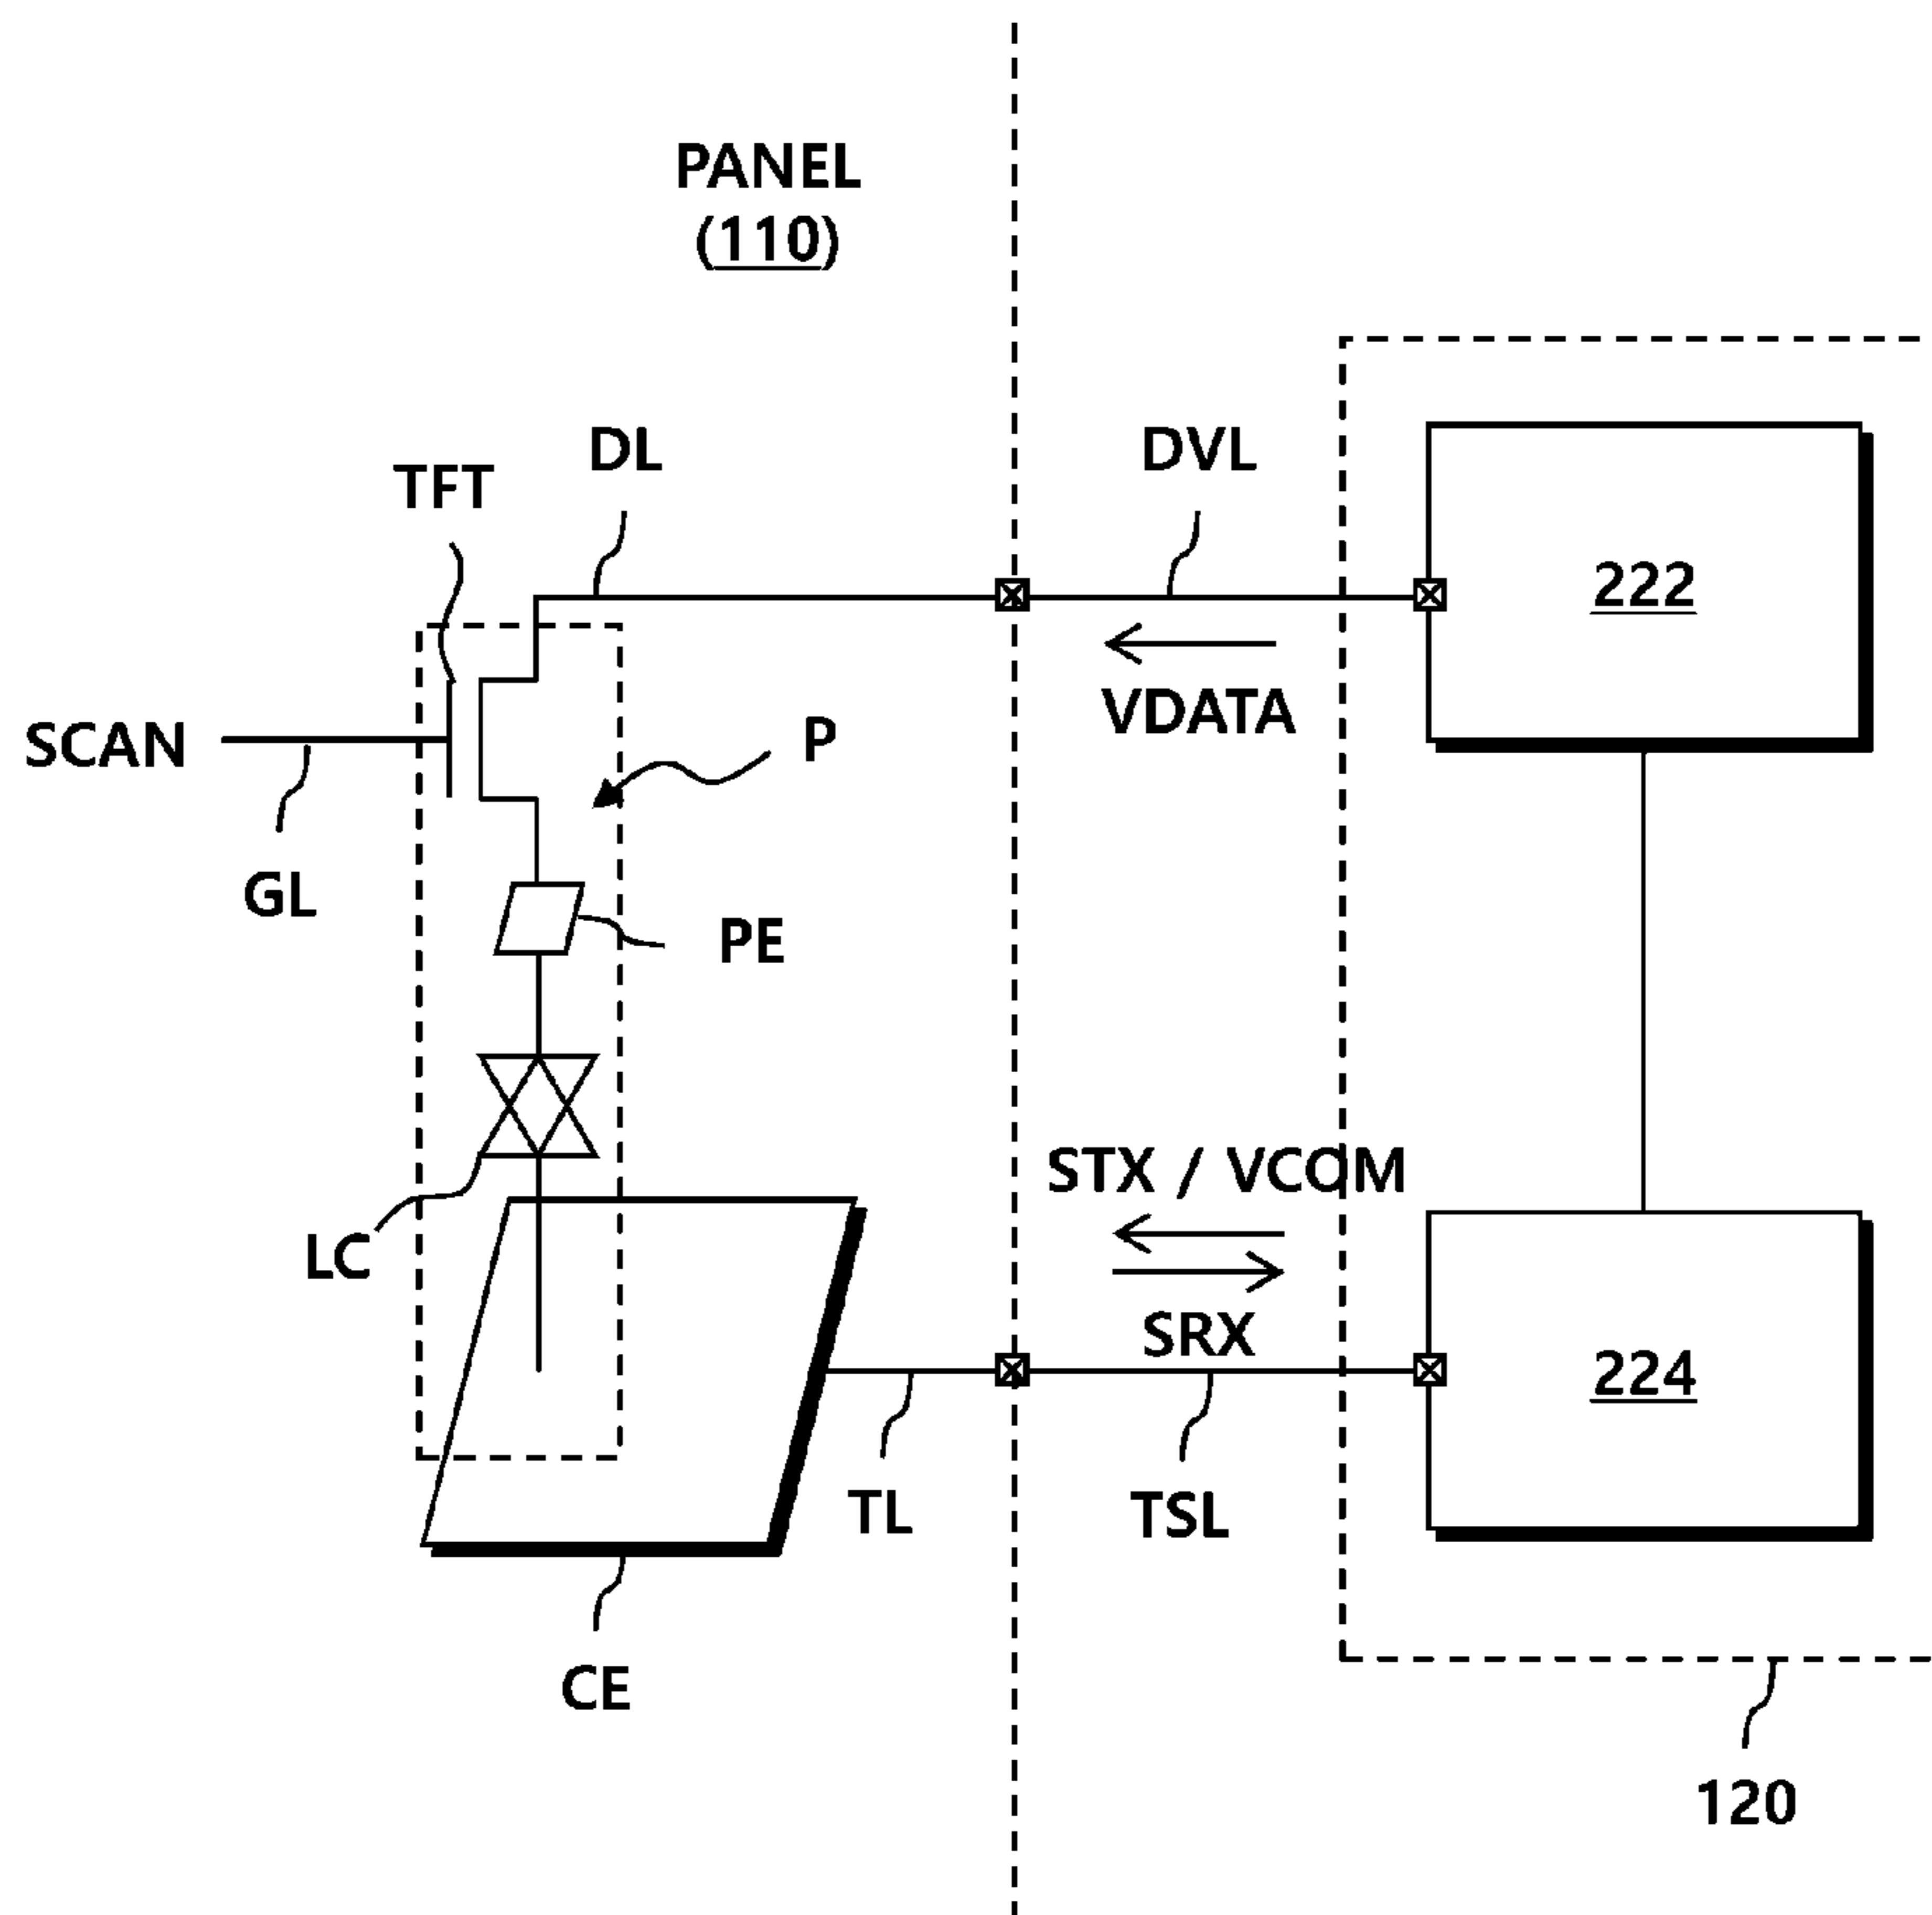 PANEL
(110)
DL
DVL
TFT
222
VDATA
P
SCAN
GL
PE
STX / VCOM
LC
SRX
224
TL
TSL
CE
120